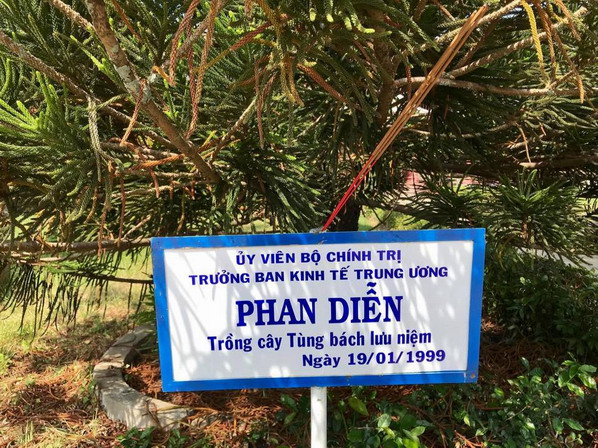 ỦY VIÊN BỘ CHÍNH TRỊ
TRƯỞNG BAN KINH TẾ TRUNG ƯƠNG
PHAN DIỄN
Trồng cây Tùng bách lưu niệm
Ngày 19/01/1999